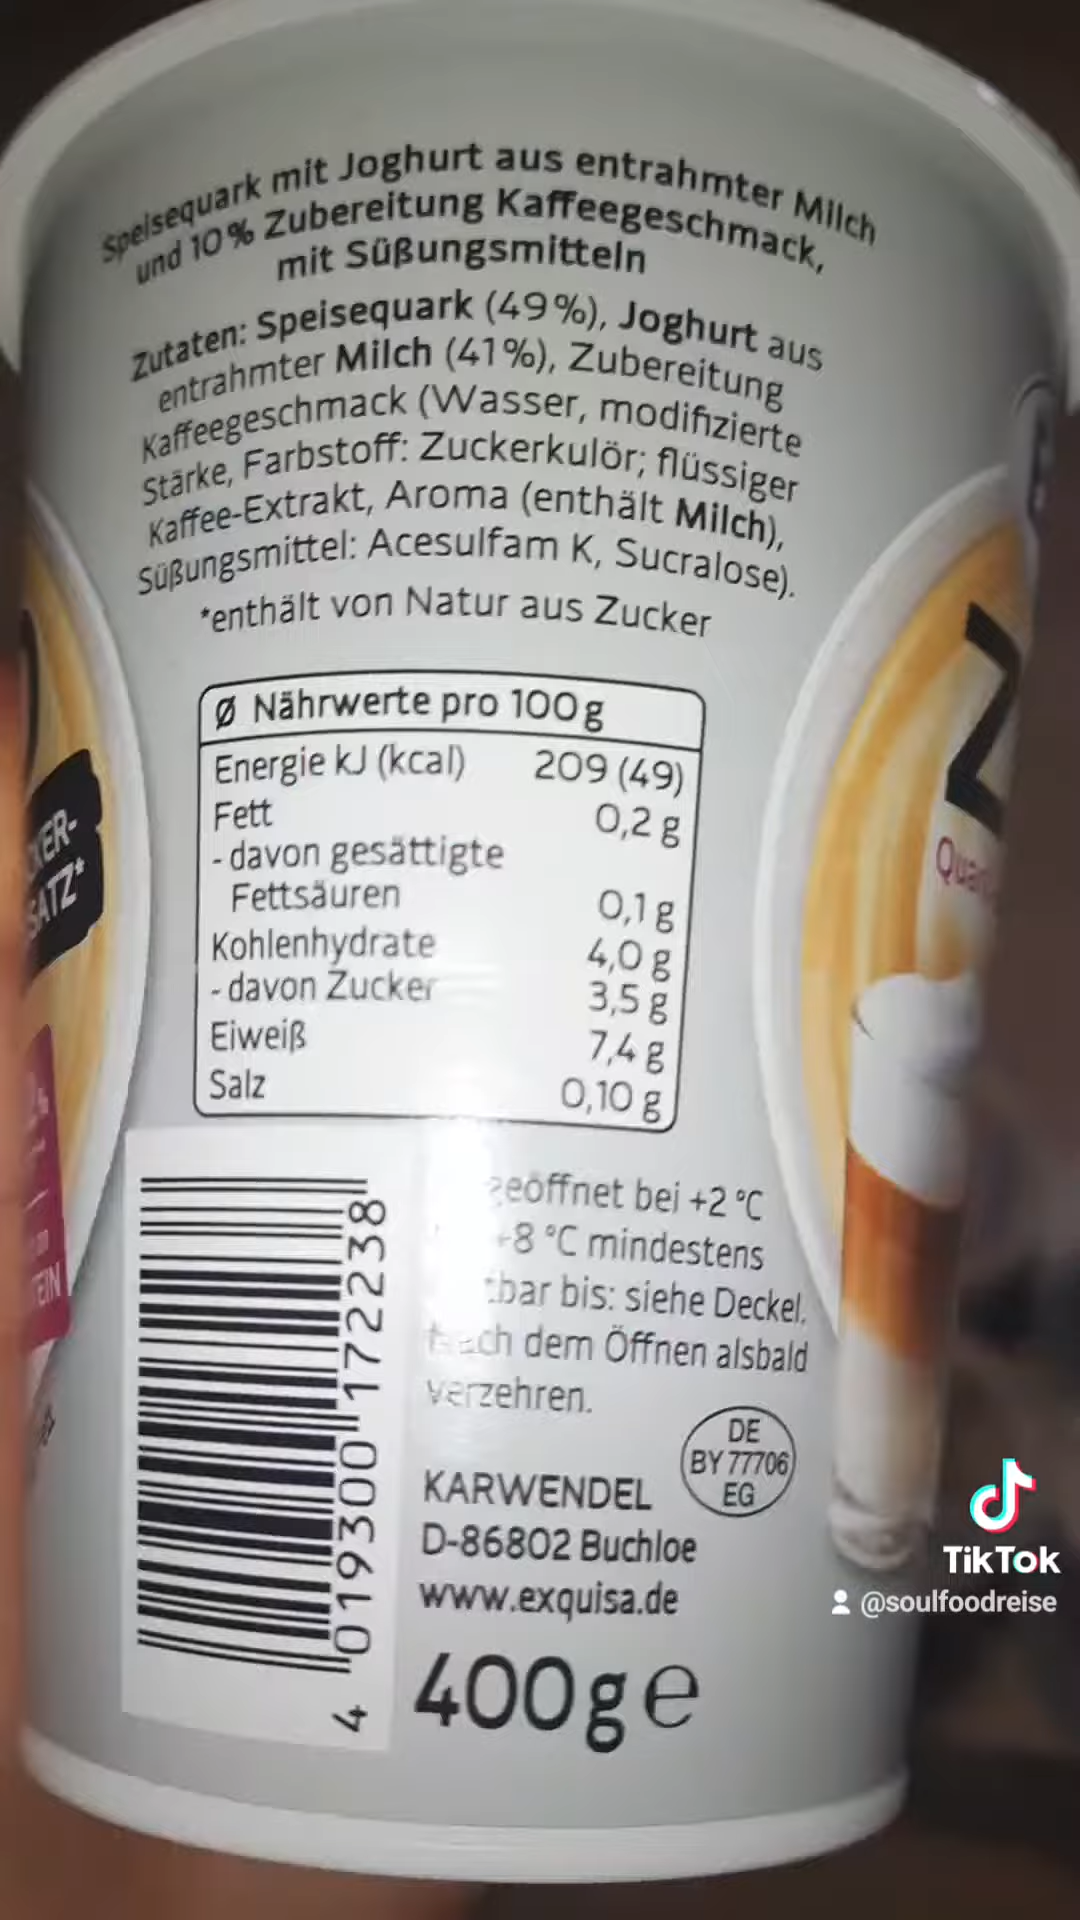 Speisequark mit Joghurt aus entrahmter Milch
und 10% Zubereitung Kaffeegeschmack,
mit Süßungsmitteln
Zutaten: Speisequark (49%), Joghurt aus
entrahmter Milch (41%), Zubereitung
Kaffeegeschmack (Wasser, modifizierte
Stärke, Farbstoff: Zuckerkulör; flüssiger
Kaffee-Extrakt, Aroma (enthält Milch),
Süßungsmittel: Acesulfam K, Sucralose).
*enthält von Natur aus Zucker
Ø Nährwerte pro 100g
Energie kJ (kcal) 209 (49)
Fett 0,2 g
- davon gesättigte
Fettsäuren 0,1 g
Kohlenhydrate 4,0 g
- davon Zucker 3,5 g
Eiweiß 7,4 g
Salz 0,10 g
bei +2 °C
8 °C mindestens
bis: siehe Deckel.
dem Öffnen alsbald
verzehren.
DE
BY 77706
EG
KARWENDEL
D-86802 Buchloe
www.exquisa.de
400g e
4 019300 172238
TikTok
@soulfoodreise